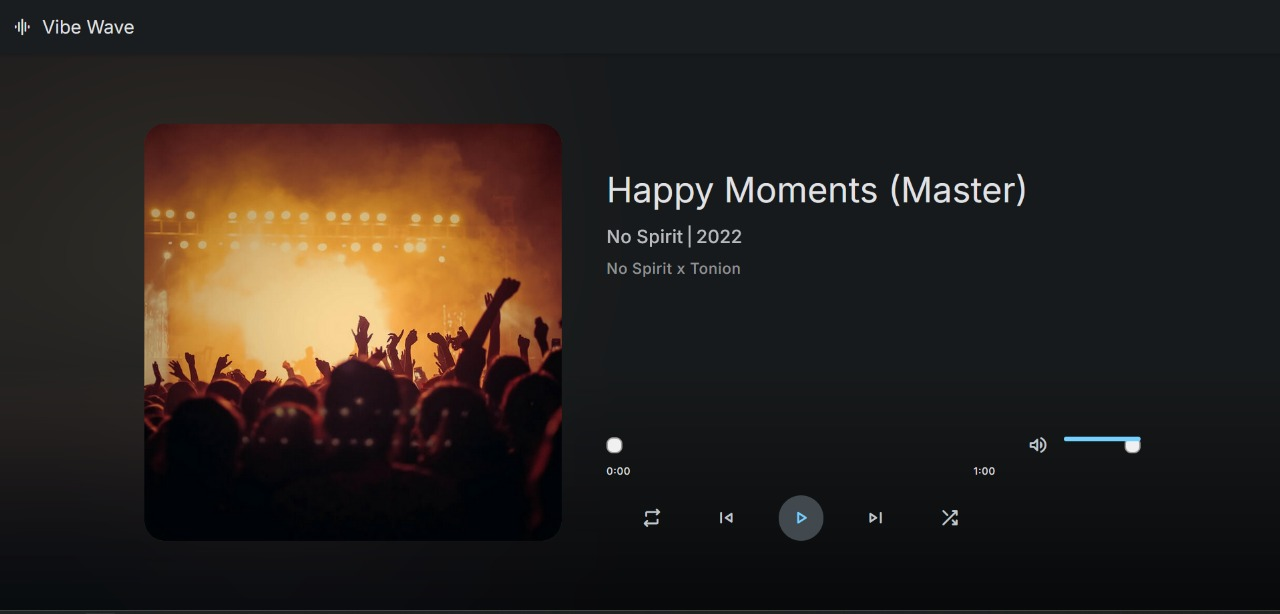 Vibe Wave
Happy Moments (Master)
No Spirit | 2022
No Spirit x Tonion
0:00
1:00